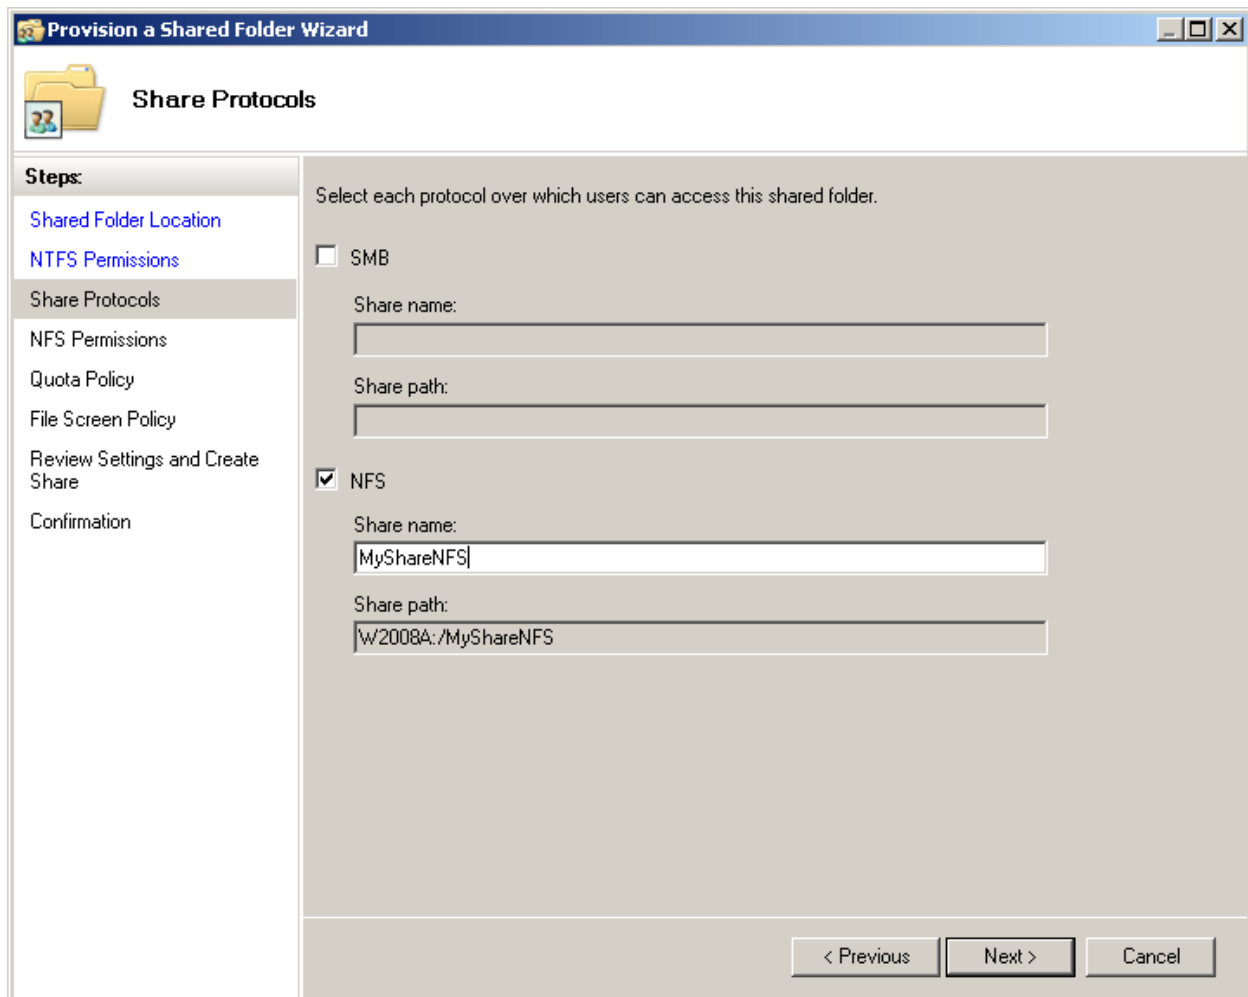 Provision a Shared Folder Wizard
Share Protocols
Steps:
Shared Folder Location
NTFS Permissions
Share Protocols
NFS Permissions
Quota Policy
File Screen Policy
Review Settings and Create
Share
Confirmation
Select each protocol over which users can access this shared folder.
SMB
Share name:
Share path:
NFS
Share name:
MyShareNFS
Share path:
W2008A:/MyShareNFS
< Previous
Next >
Cancel